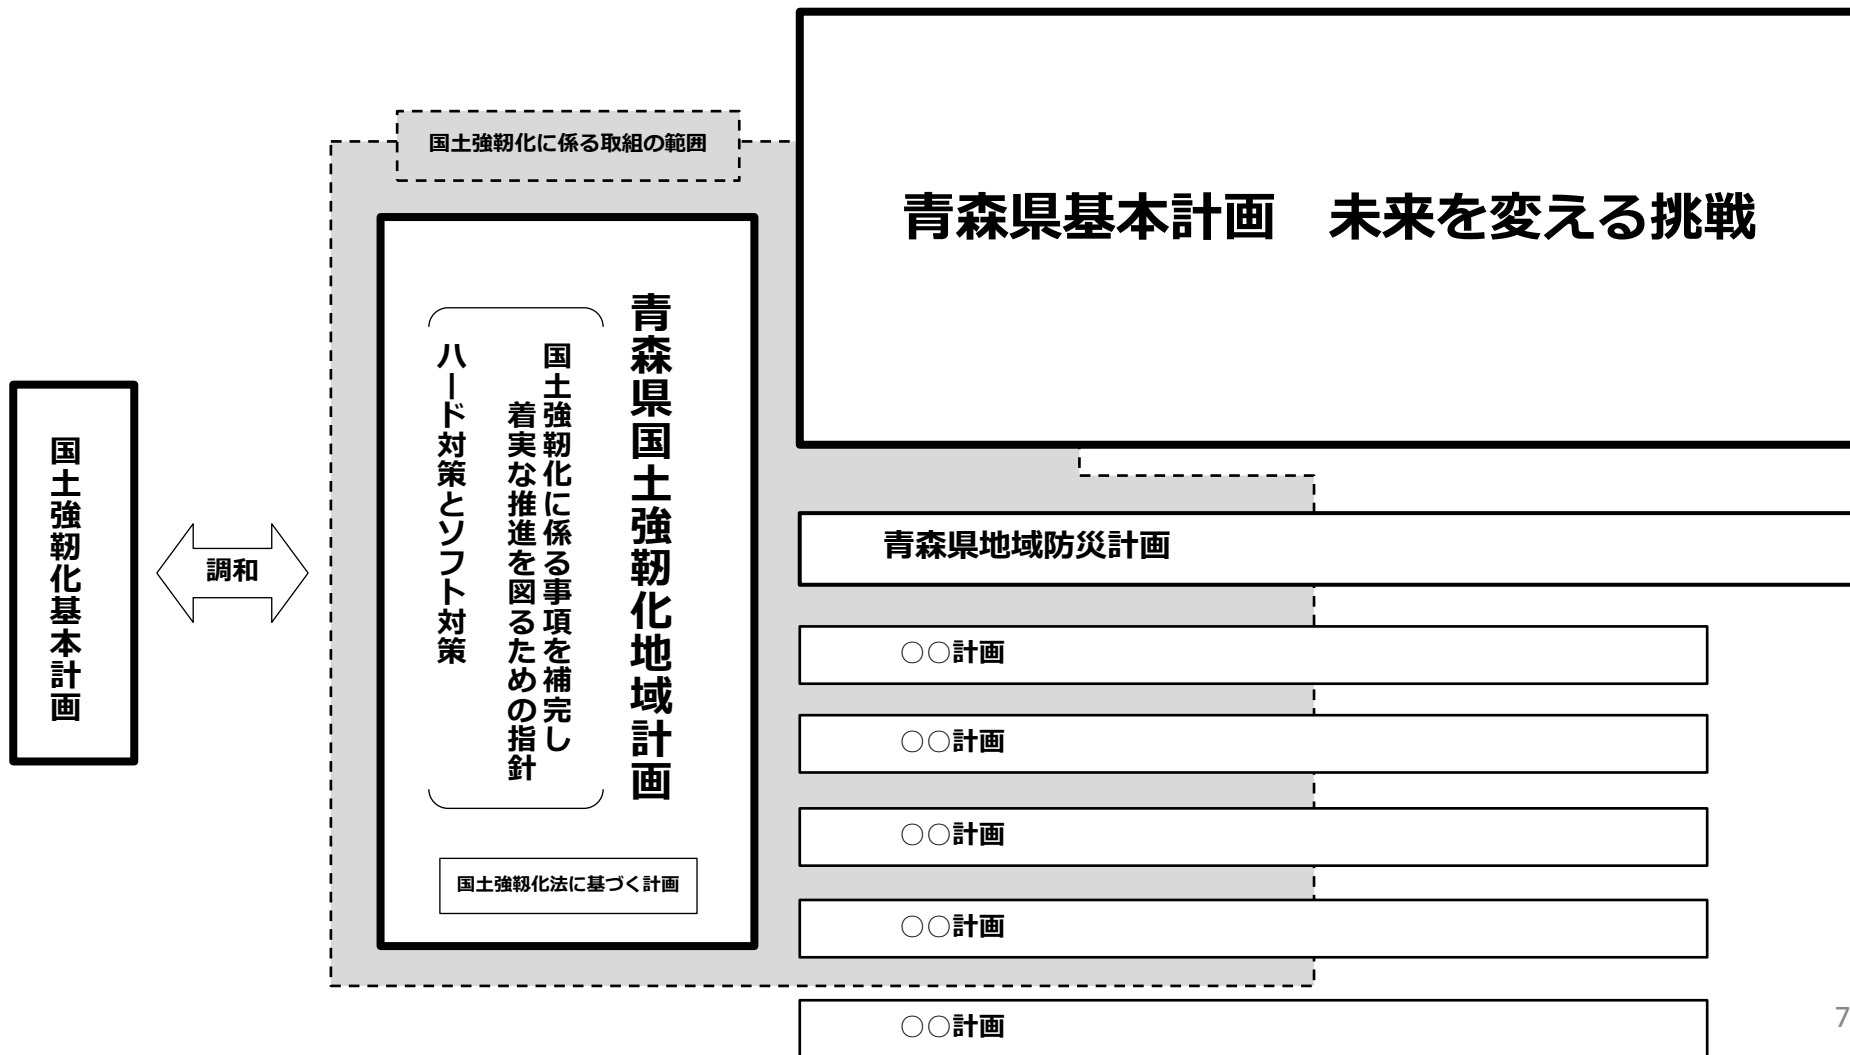 国土強靭化に係る取組の範囲
青森県基本計画　未来を変える挑戦
国土強靭化基本計画
調和
青森県国土強靭化地域計画
国土強靭化に係る事項を補完し
着実な推進を図るための指針
ハード対策とソフト対策
国土強靱化法に基づく計画
青森県地域防災計画
○○計画
○○計画
○○計画
○○計画
○○計画
7